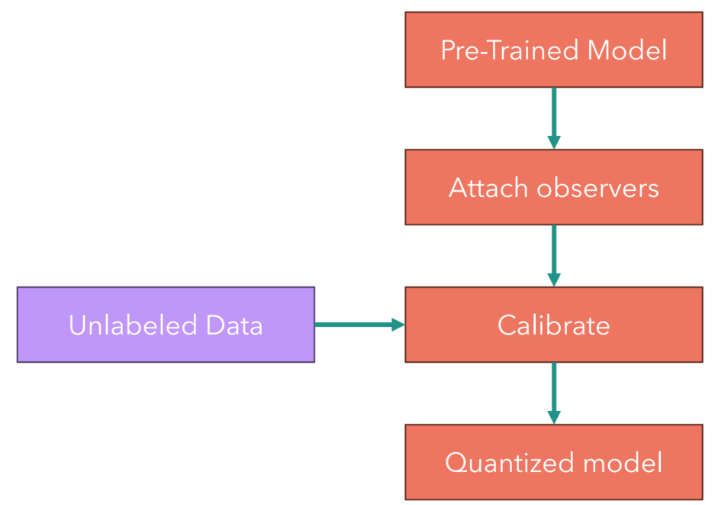 Pre-Trained Model
Attach observers
Unlabeled Data
Calibrate
Quantized model